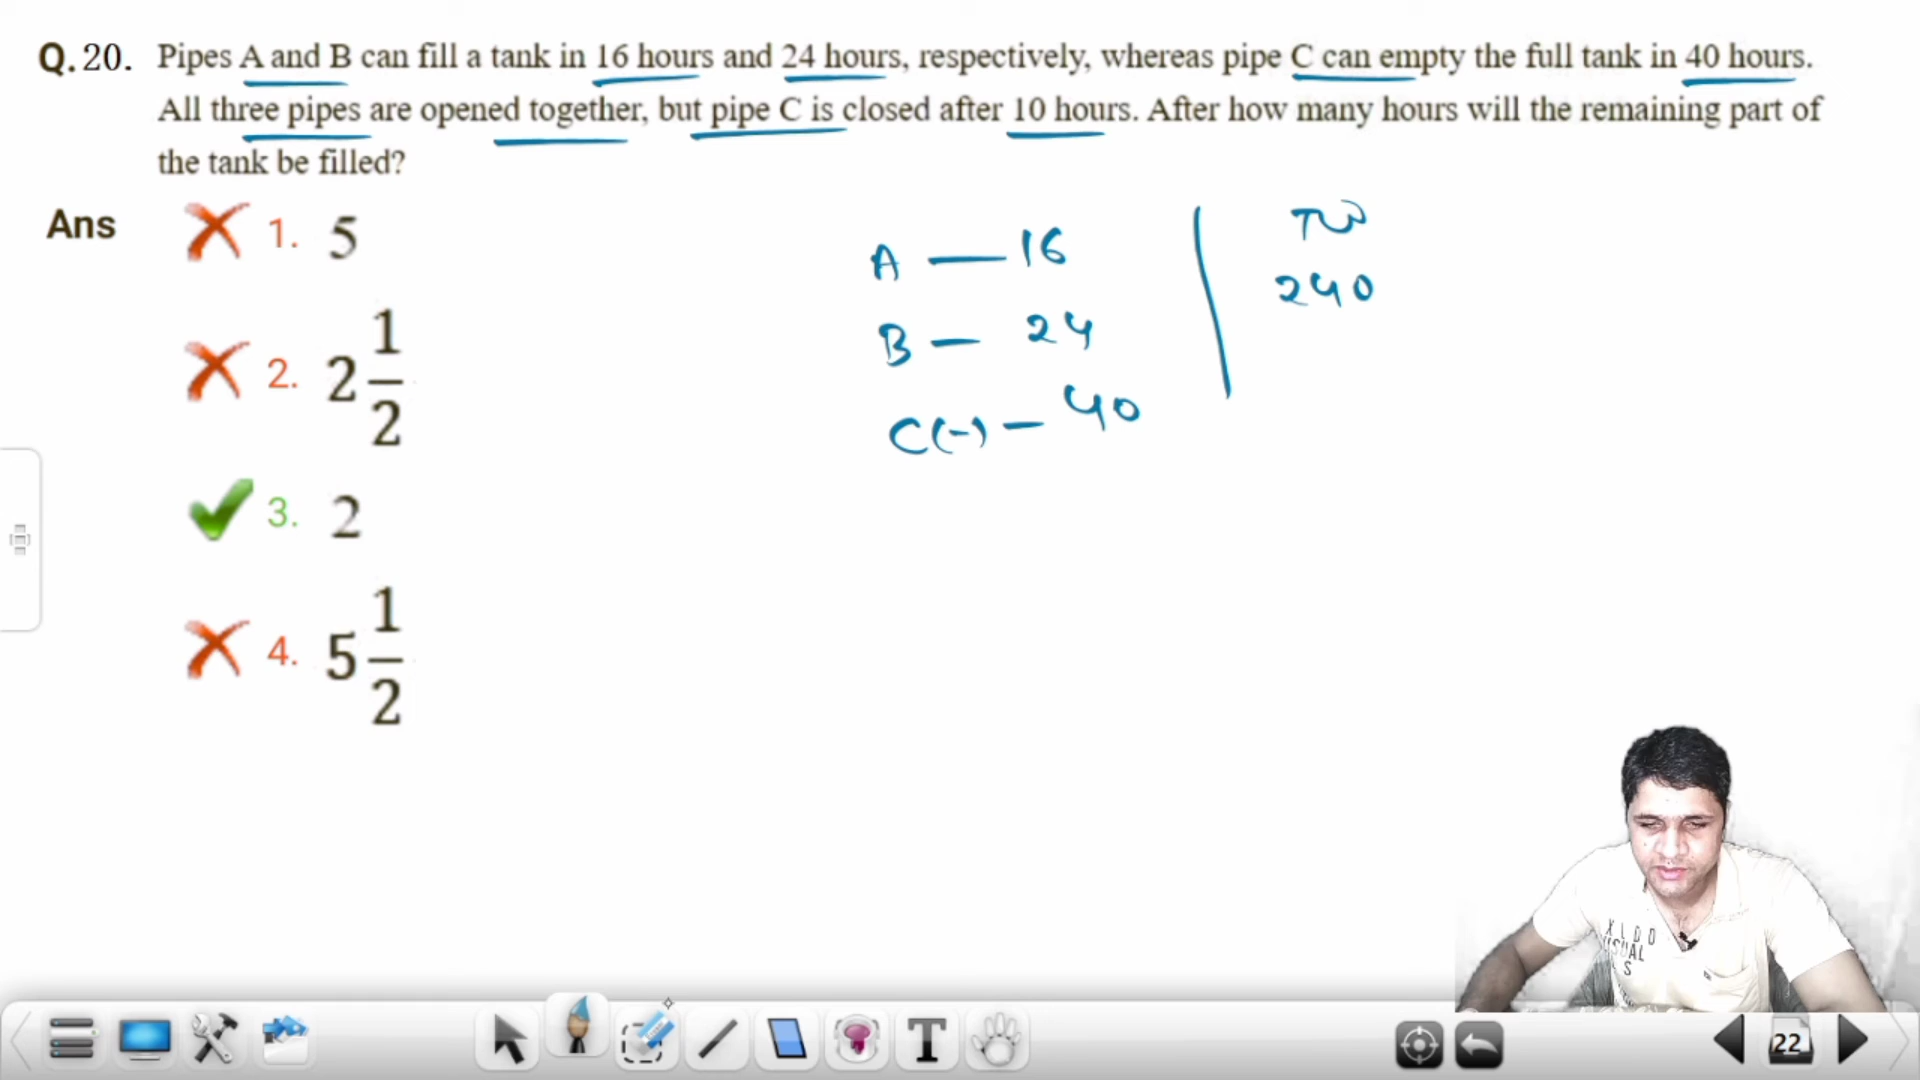 Q. 20. Pipes A and B can fill a tank in 16 hours and 24 hours, respectively, whereas pipe C can empty the full tank in 40 hours.
All three pipes are opened together, but pipe C is closed after 10 hours. After how many hours will the remaining part of
the tank be filled?
Ans 1. 5
2. 2 1/2
3. 2
4. 5 1/2
A — 16
B — 24
C(-) — 40
TW
240
XLDO
VISUAL
S
T
22